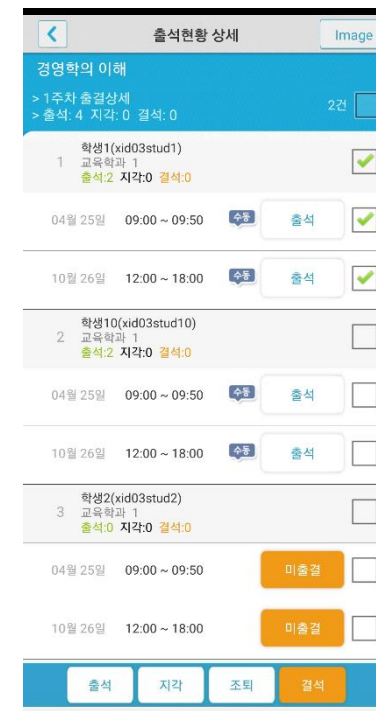 출석현황 상세
Image
경영학의 이해
> 1주차 출결상세
> 출석: 4 지각: 0 결석: 0
2건
학생1(xid03stud1)
1 교육학과 1
출석:2 지각:0 결석:0
04월 25일 09:00 ~ 09:50 수동 출석
10월 26일 12:00 ~ 18:00 수동 출석
학생10(xid03stud10)
2 교육학과 1
출석:2 지각:0 결석:0
04월 25일 09:00 ~ 09:50 수동 출석
10월 26일 12:00 ~ 18:00 수동 출석
학생2(xid03stud2)
3 교육학과 1
출석:0 지각:0 결석:0
04월 25일 09:00 ~ 09:50 미출결
10월 26일 12:00 ~ 18:00 미출결
출석 지각 조퇴 결석